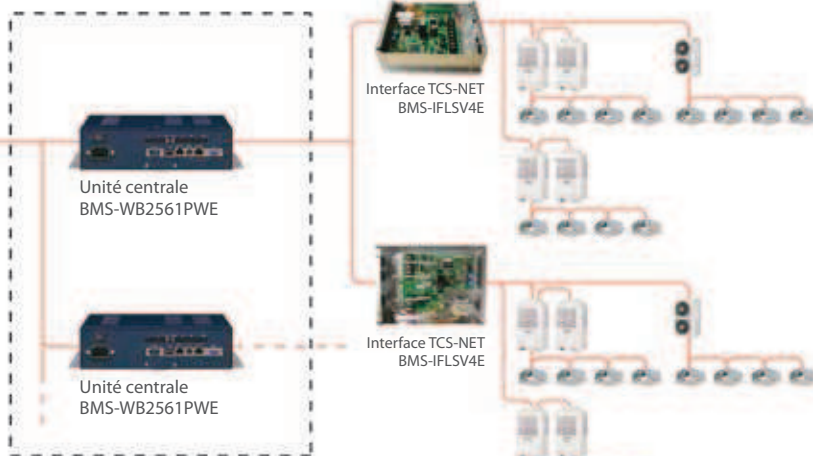 Interface TCS-NET
BMS-IFLSV4E
Unité centrale
BMS-WB2561PWE
Interface TCS-NET
BMS-IFLSV4E
Unité centrale
BMS-WB2561PWE